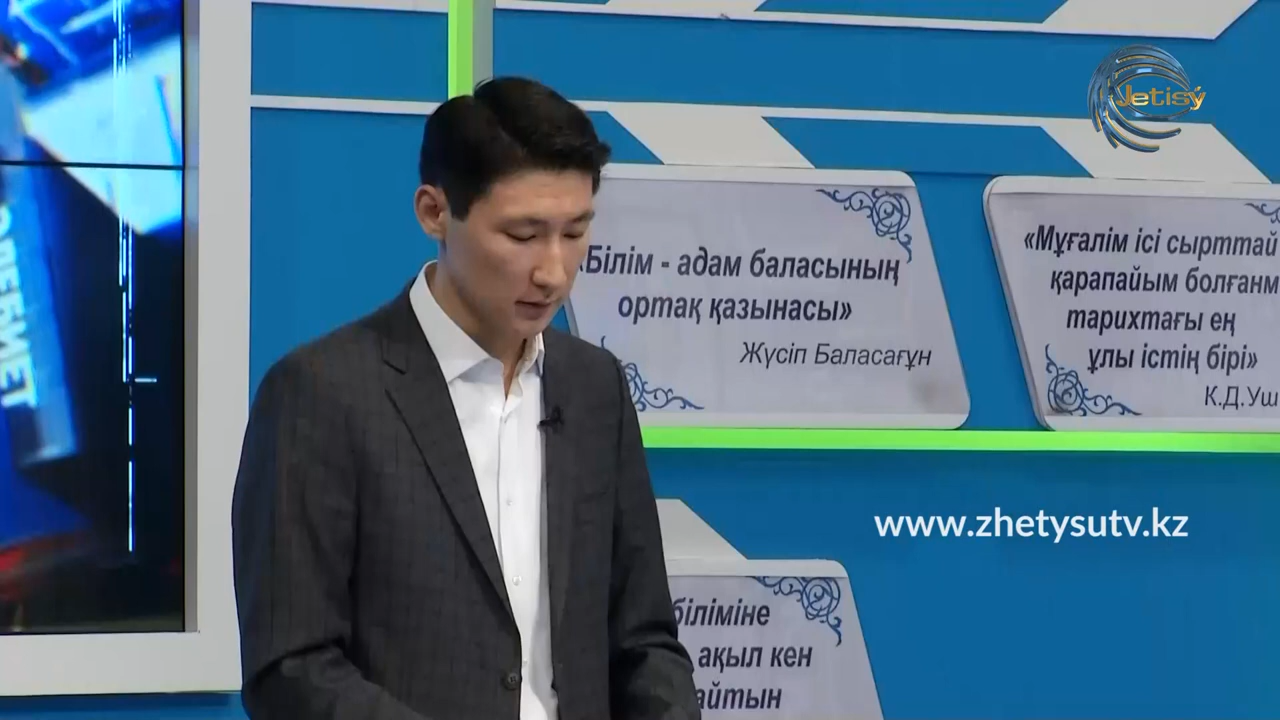 Jetisý
«Білім - адам баласының
ортақ қазынасы»
Жүсіп Баласағұн
«Мұғалім ісі сырттай
қарапайым болғанм
тарихтағы ең
ұлы істің бірі»
К.Д.Уш
www.zhetysutv.kz
біліміне
ақыл кен
айтын